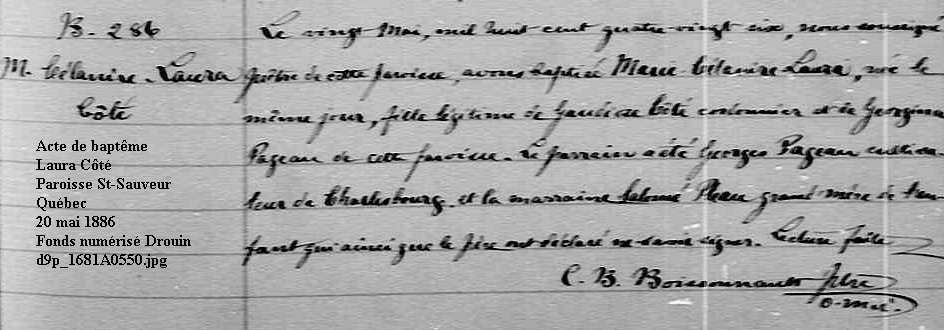 B. 286
M. Célanire-Laura
Côté
Acte de baptême
Laura Côté
Paroisse St-Sauveur
Québec
20 mai 1886
Fonds numérisé Drouin
d9p_1681A0550.jpg
Le vingt Mai, mil huit cent quatre vingt six, nous soussigné
prêtre de cette paroisse, avons baptisé Marie-Célanire-Laura, née le
même jour, fille légitime de Gaudiose Côté cordonnier et de Georgiana
Pageau de cette paroisse. Le parrain a été Georges Pageau cultiva-
teur de Charlesbourg et la marraine Salomé Pleau grand-mère de l'en-
fant qui ainsi que le père ont déclaré ne savoir signer. Lecture faite
C. B. Boissonnault Ptre